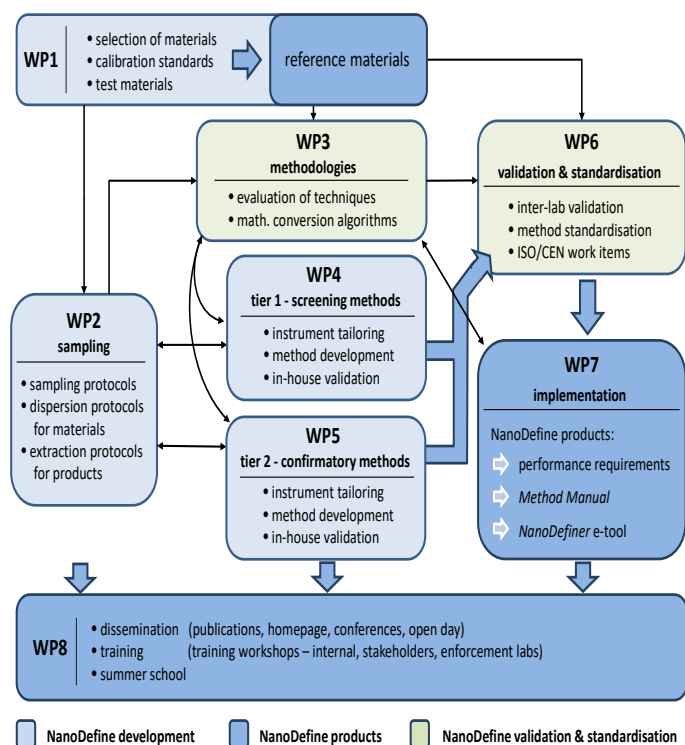 WP1
• selection of materials
• calibration standards
• test materials
reference materials
WP3
methodologies
• evaluation of techniques
• math. conversion algorithms
WP6
validation & standardisation
• inter-lab validation
• method standardisation
• ISO/CEN work items
WP4
tier 1 - screening methods
• instrument tailoring
• method development
• in-house validation
WP2
sampling
• sampling protocols
• dispersion protocols
for materials
• extraction protocols
for products
WP5
tier 2 - confirmatory methods
• instrument tailoring
• method development
• in-house validation
WP7
implementation
NanoDefine products:
performance requirements
Method Manual
NanoDefiner e-tool
WP8
• dissemination (publications, homepage, conferences, open day)
• training (training workshops – internal, stakeholders, enforcement labs)
• summer school
NanoDefine development
NanoDefine products
NanoDefine validation & standardisation